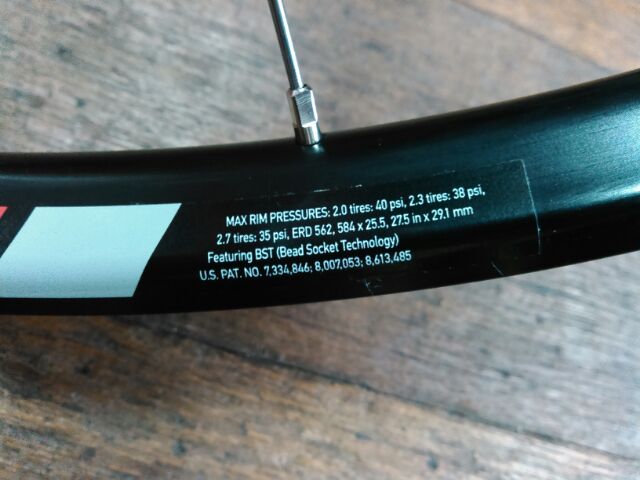 MAX RIM PRESSURES: 2.0 tires: 40 psi, 2.3 tires: 38 psi,
2.7 tires: 35 psi, ERD 562, 584 x 25.5, 27.5 in x 29.1 mm
Featuring BST (Bead Socket Technology)
U.S. PAT. NO. 7,334,846; 8,007,053; 8,613,485